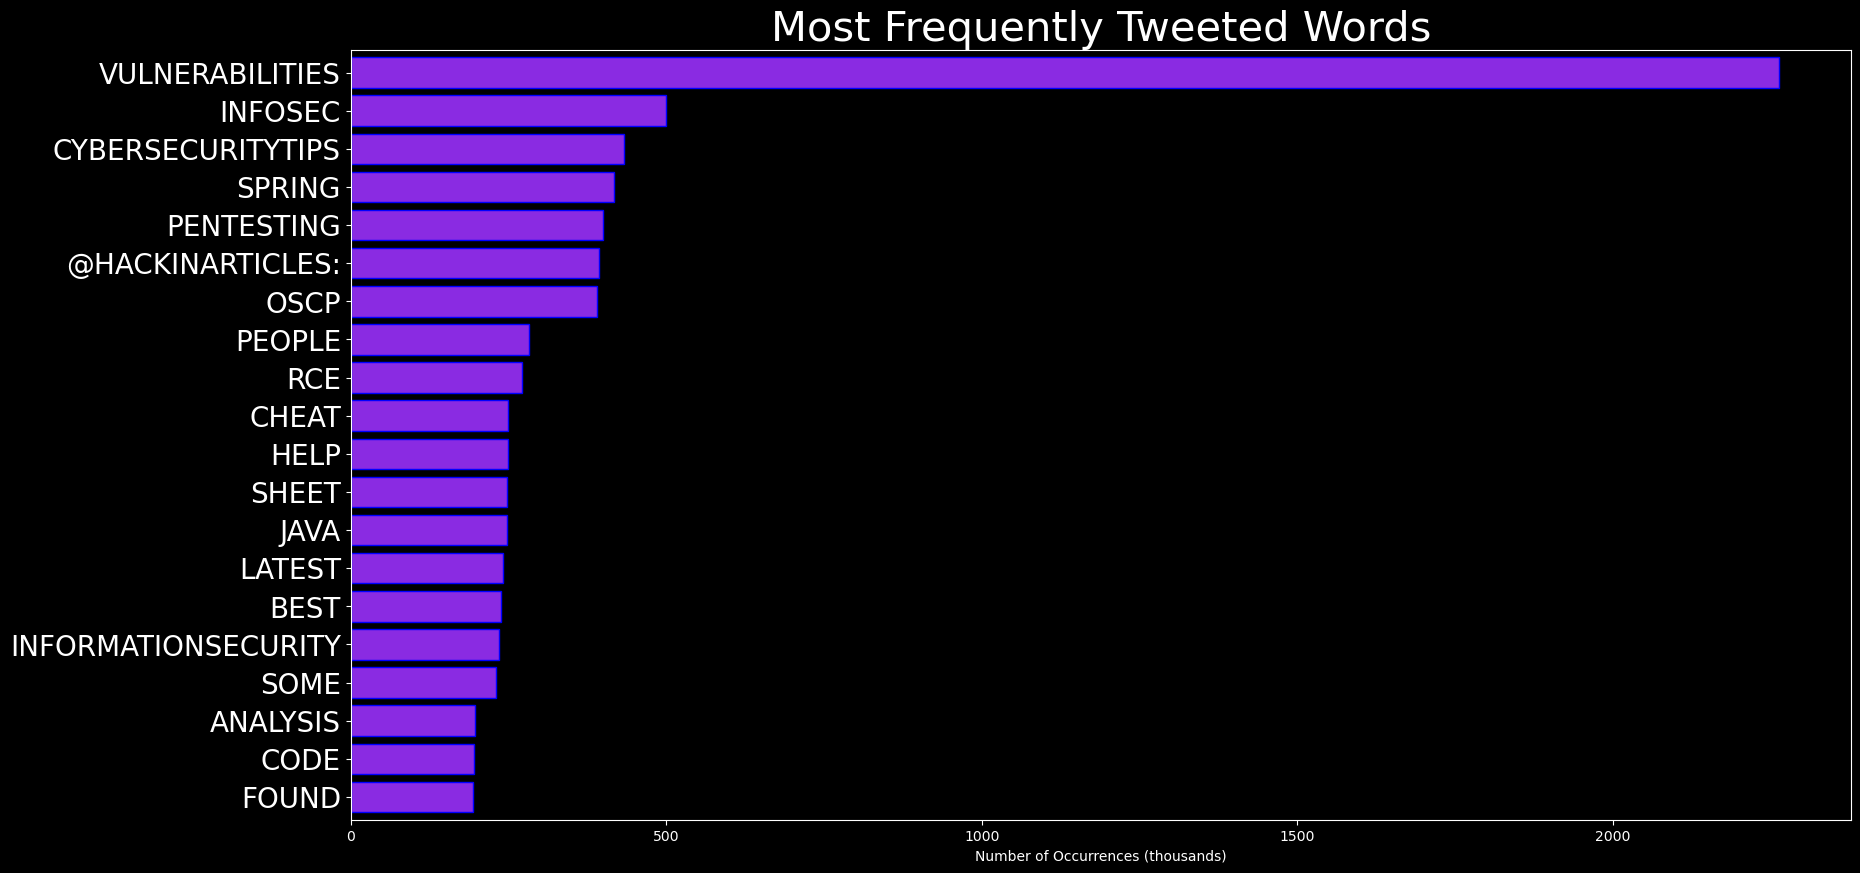 Most Frequently Tweeted Words
VULNERABILITIES
INFOSEC
CYBERSECURITYTIPS
SPRING
PENTESTING
@HACKINARTICLES:
OSCP
PEOPLE
RCE
CHEAT
HELP
SHEET
JAVA
LATEST
BEST
INFORMATIONSECURITY
SOME
ANALYSIS
CODE
FOUND
0 500 1000 1500 2000
Number of Occurrences (thousands)